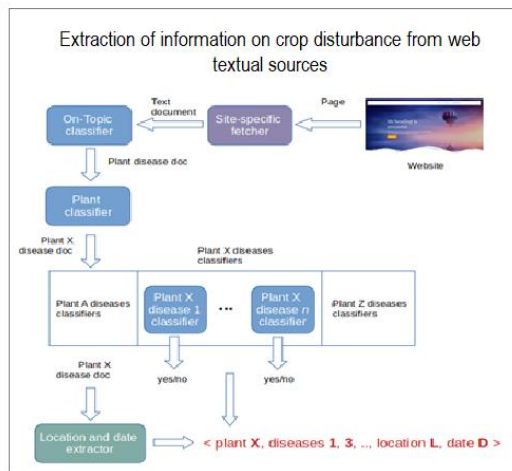 Extraction of information on crop disturbance from web
textual sources
On-Topic
classifier
Text
document
Site-specific
fetcher
Page
Website
Plant disease doc
Plant
classifier
Plant X
disease doc
Plant X diseases
classifiers
Plant A diseases
classifiers
Plant X
disease 1
classifier
...
Plant X
disease n
classifier
Plant Z diseases
classifiers
Plant X
disease doc
yes/no
yes/no
Location and date
extractor
< plant X, diseases 1, 3, ..., location L, date D >